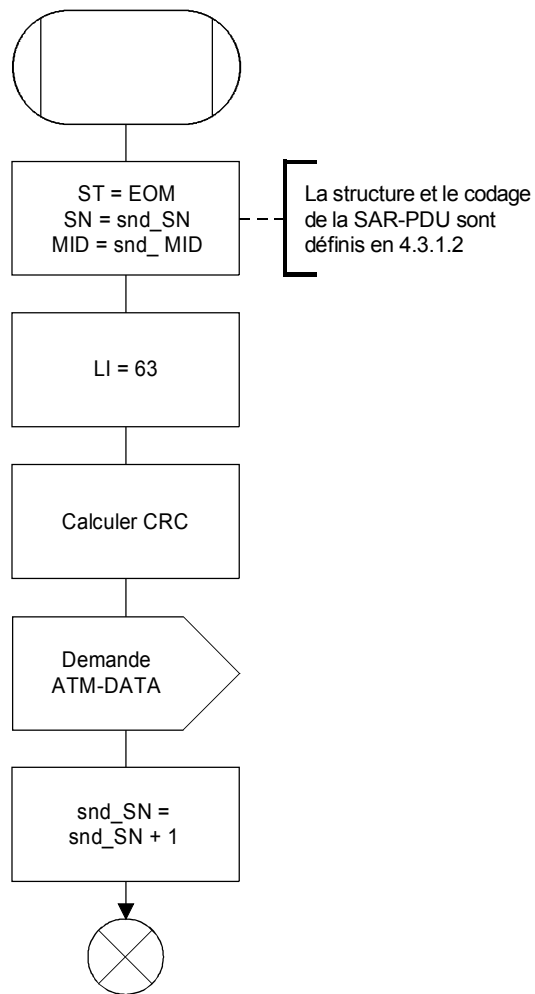 ST = EOM
SN = snd_SN
MID = snd_ MID
La structure et le codage
de la SAR-PDU sont
définis en 4.3.1.2
LI = 63
Calculer CRC
Demande
ATM-DATA
snd_SN =
snd_SN + 1